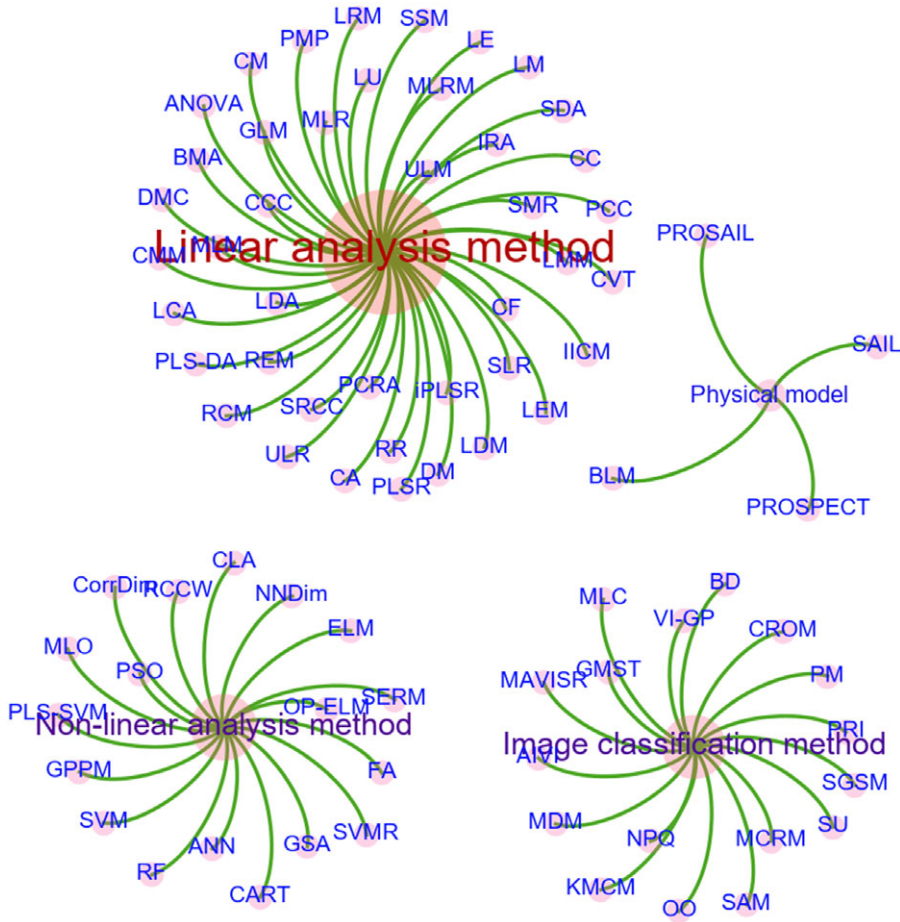 LRM
SSM
PMP
LE
CM
LM
LU
MLRM
ANOVA
SDA
GLM
MLR
IRA
BMA
CC
ULM
DMC
CCC
SMR
PCC
Linear analysis method
MLM
CMM
LMM
CVT
LCA
LDA
CF
IICM
PLS-DA
REM
SLR
PCRA
iPLSR
RCM
SRCC
LEM
ULR
RR
LDM
CA
PLSR
DM
PROSAIL
SAIL
Physical model
BLM
PROSPECT
CLA
CorrDim
RCCW
NNDim
ELM
MLO
PSO
SERM
OP-ELM
PLS-SVM
Non-linear analysis method
GPPM
FA
SVM
ANN
GSA
SVMR
RF
CART
BD
MLC
VI-GP
CROM
GMST
MAVISR
PM
PRI
Image classification method
AIVI
SGSM
MDM
SU
NPQ
MCRM
KMCM
OO
SAM